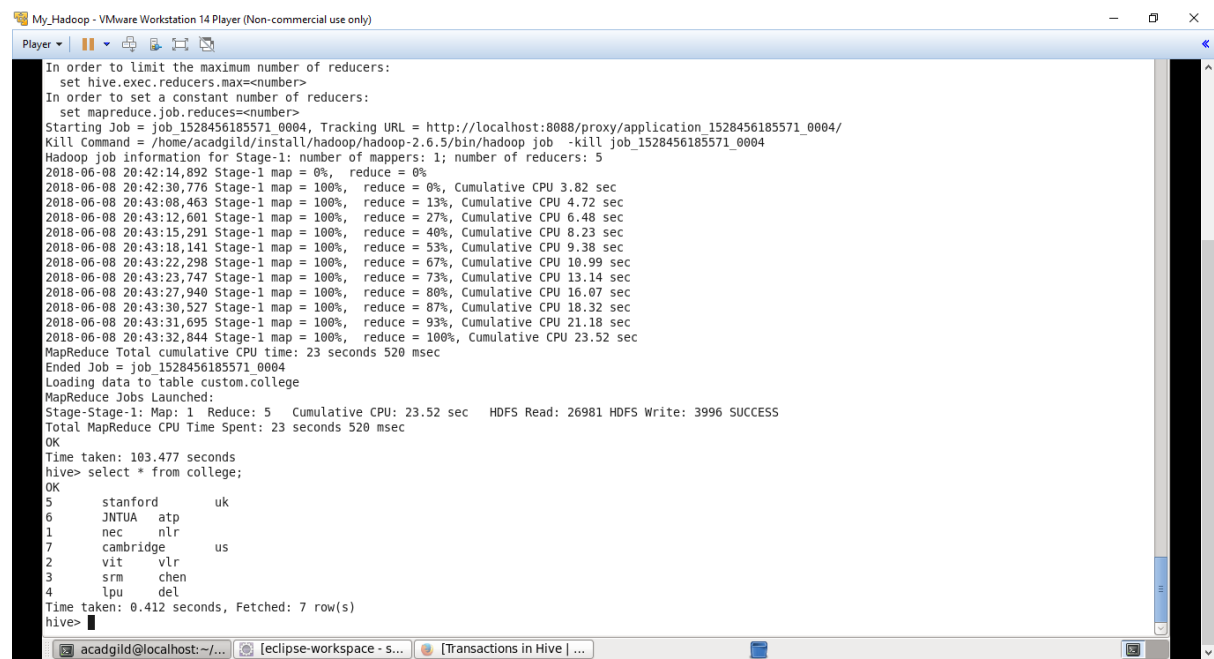 My_Hadoop - VMware Workstation 14 Player (Non-commercial use only)
Player
In order to limit the maximum number of reducers:
  set hive.exec.reducers.max=<number>
In order to set a constant number of reducers:
  set mapreduce.job.reduces=<number>
Starting Job = job_1528456185571_0004, Tracking URL = http://localhost:8088/proxy/application_1528456185571_0004/
Kill Command = /home/acadgild/install/hadoop/hadoop-2.6.5/bin/hadoop job  -kill job_1528456185571_0004
Hadoop job information for Stage-1: number of mappers: 1; number of reducers: 5
2018-06-08 20:42:14,892 Stage-1 map = 0%,  reduce = 0%
2018-06-08 20:42:30,776 Stage-1 map = 100%,  reduce = 0%, Cumulative CPU 3.82 sec
2018-06-08 20:43:08,463 Stage-1 map = 100%,  reduce = 13%, Cumulative CPU 4.72 sec
2018-06-08 20:43:12,601 Stage-1 map = 100%,  reduce = 27%, Cumulative CPU 6.48 sec
2018-06-08 20:43:15,291 Stage-1 map = 100%,  reduce = 40%, Cumulative CPU 8.23 sec
2018-06-08 20:43:18,141 Stage-1 map = 100%,  reduce = 53%, Cumulative CPU 9.38 sec
2018-06-08 20:43:22,298 Stage-1 map = 100%,  reduce = 67%, Cumulative CPU 10.99 sec
2018-06-08 20:43:23,747 Stage-1 map = 100%,  reduce = 73%, Cumulative CPU 13.14 sec
2018-06-08 20:43:27,940 Stage-1 map = 100%,  reduce = 80%, Cumulative CPU 16.07 sec
2018-06-08 20:43:30,527 Stage-1 map = 100%,  reduce = 87%, Cumulative CPU 18.32 sec
2018-06-08 20:43:31,695 Stage-1 map = 100%,  reduce = 93%, Cumulative CPU 21.18 sec
2018-06-08 20:43:32,844 Stage-1 map = 100%,  reduce = 100%, Cumulative CPU 23.52 sec
MapReduce Total cumulative CPU time: 23 seconds 520 msec
Ended Job = job_1528456185571_0004
Loading data to table custom.college
MapReduce Jobs Launched:
Stage-Stage-1: Map: 1  Reduce: 5   Cumulative CPU: 23.52 sec   HDFS Read: 26981 HDFS Write: 3996 SUCCESS
Total MapReduce CPU Time Spent: 23 seconds 520 msec
OK
Time taken: 103.477 seconds
hive> select * from college;
OK
5	stanford	uk
6	JNTUA	atp
1	nec	nlr
7	cambridge	us
2	vit	vlr
3	srm	chen
4	lpu	del
Time taken: 0.412 seconds, Fetched: 7 row(s)
hive>
acadgild@localhost:~/... [eclipse-workspace - s... [Transactions in Hive | ...